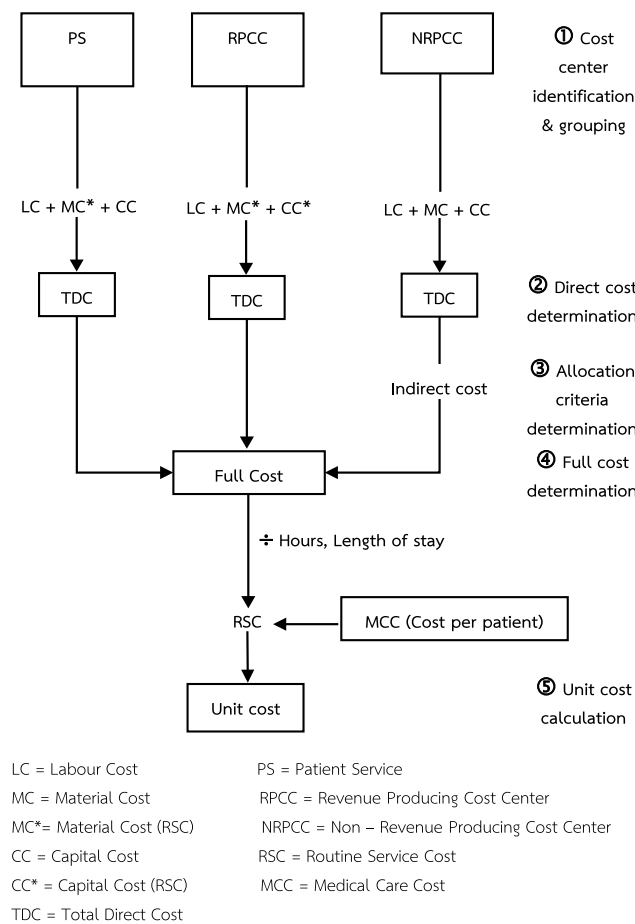 PS
RPCC
NRPCC
① Cost
center
identification
& grouping
LC + MC* + CC
LC + MC* + CC*
LC + MC + CC
TDC
TDC
TDC
② Direct cost
determination
Indirect cost
③ Allocation
criteria
determination
④ Full cost
determination
Full Cost
÷ Hours, Length of stay
RSC
MCC (Cost per patient)
Unit cost
⑤ Unit cost
calculation
LC = Labour Cost
PS = Patient Service
MC = Material Cost
RPCC = Revenue Producing Cost Center
MC*= Material Cost (RSC)
NRPCC = Non – Revenue Producing Cost Center
CC = Capital Cost
RSC = Routine Service Cost
CC* = Capital Cost (RSC)
MCC = Medical Care Cost
TDC = Total Direct Cost